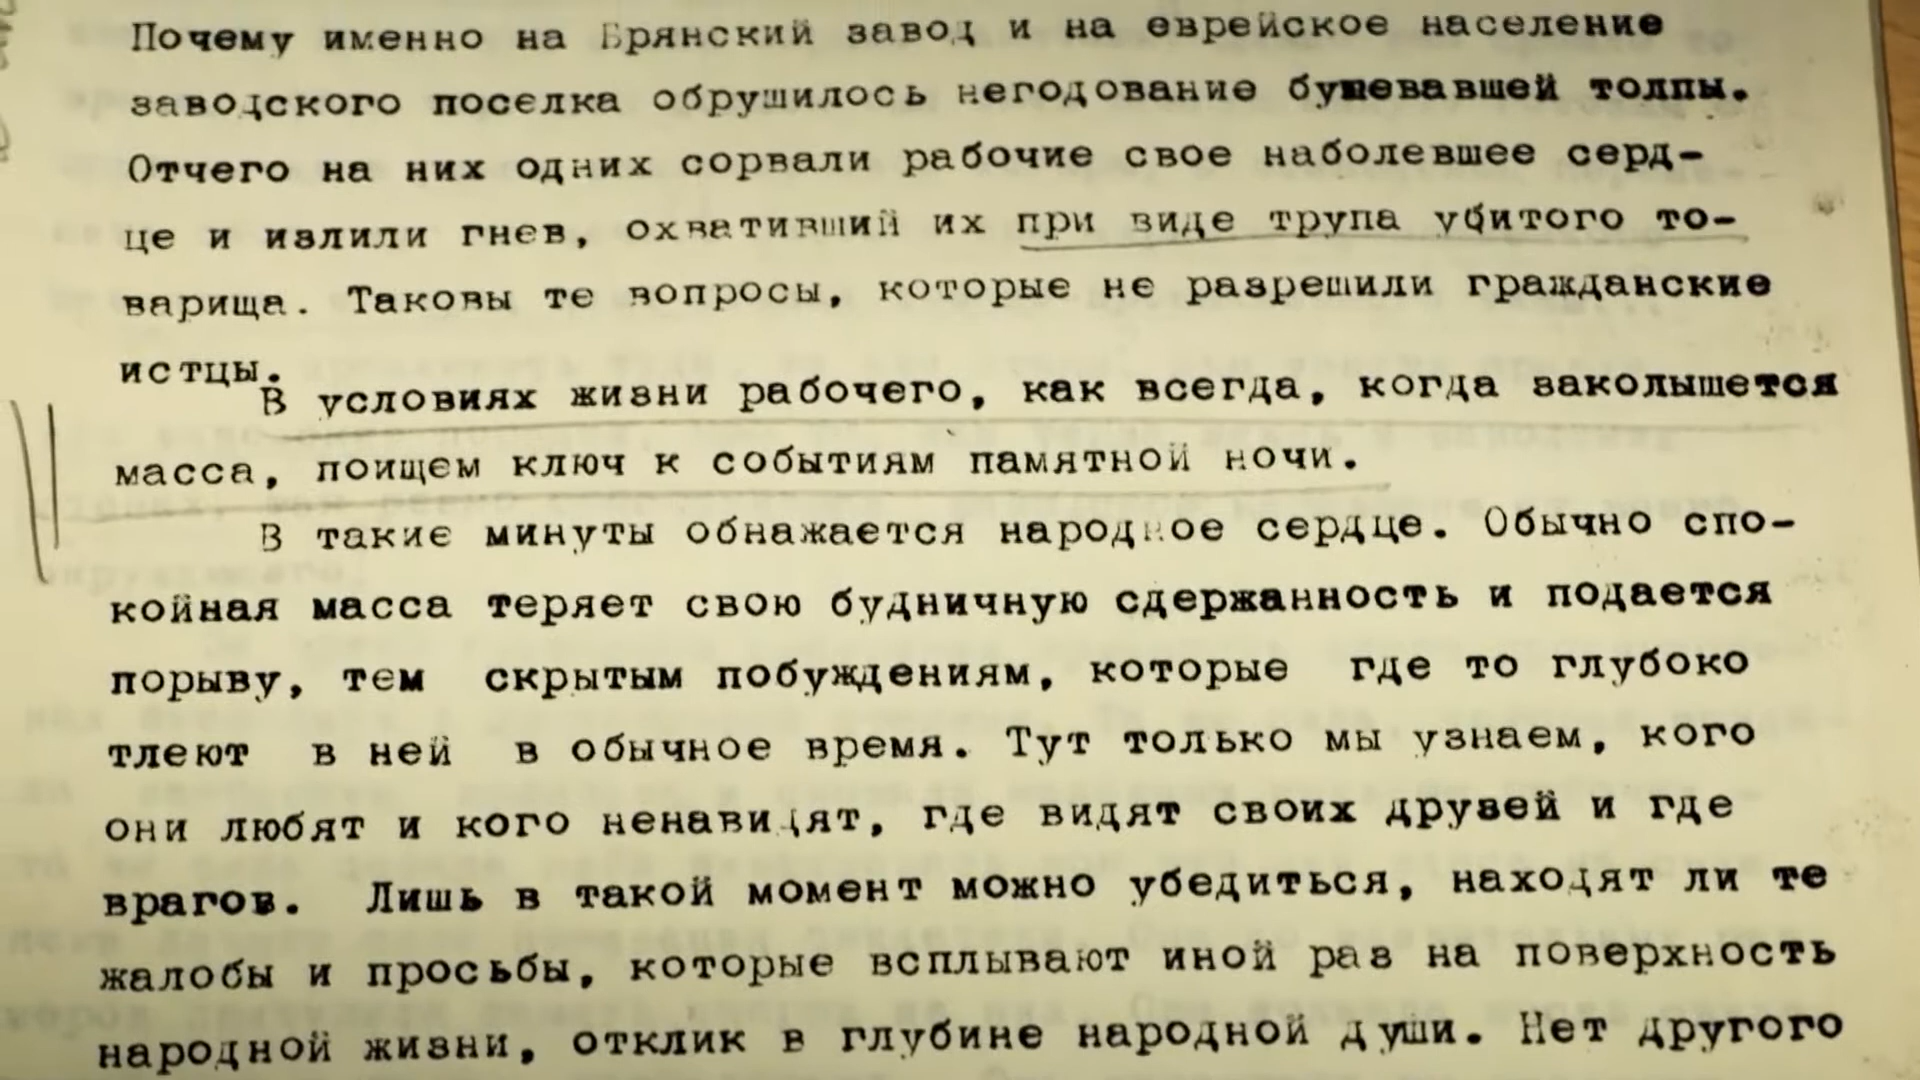 Почему именно на Брянский завод и на еврейское население
заводского поселка обрушилось негодование бушевавшей толпы.
Отчего на них одних сорвали рабочие свое наболевшее серд-
це и излили гнев, охвативший их при виде трупа убитого то-
варища. Таковы те вопросы, которые не разрешили гражданские
истцы.
В условиях жизни рабочего, как всегда, когда заколышется
масса, поищем ключ к событиям памятной ночи.
В такие минуты обнажается народное сердце. Обычно спо-
койная масса теряет свою будничную сдержанность и подается
порыву, тем скрытым побуждениям, которые где то глубоко
тлеют в ней в обычное время. Тут только мы узнаем, кого
они любят и кого ненавидят, где видят своих друзей и где
врагов. Лишь в такой момент можно убедиться, находят ли те
жалобы и просьбы, которые всплывают иной раз на поверхность
народной жизни, отклик в глубине народной души. Нет другого